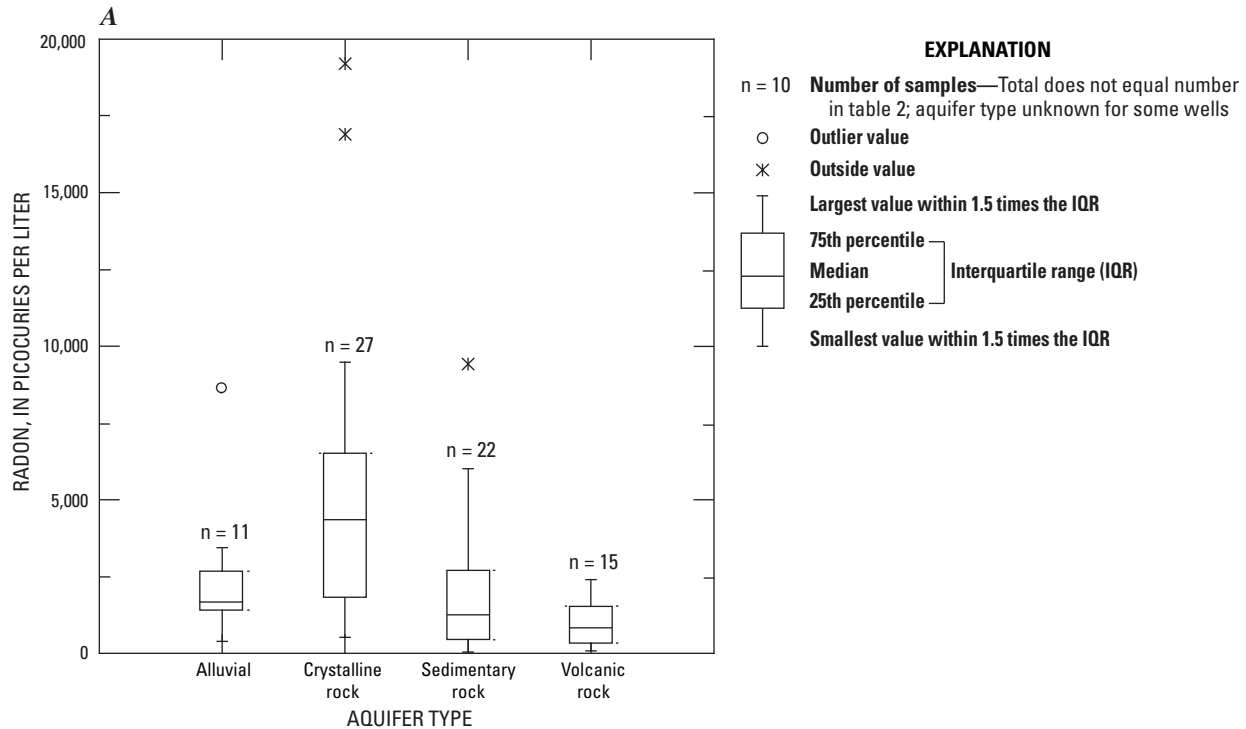 A
20,000
15,000
10,000
5,000
0
RADON, IN PICOCURIES PER LITER
n = 11
n = 27
n = 22
n = 15
Alluvial
Crystalline
rock
Sedimentary
rock
Volcanic
rock
AQUIFER TYPE
EXPLANATION
n = 10 Number of samples—Total does not equal number
in table 2; aquifer type unknown for some wells
Outlier value
Outside value
Largest value within 1.5 times the IQR
75th percentile
Median
Interquartile range (IQR)
25th percentile
Smallest value within 1.5 times the IQR